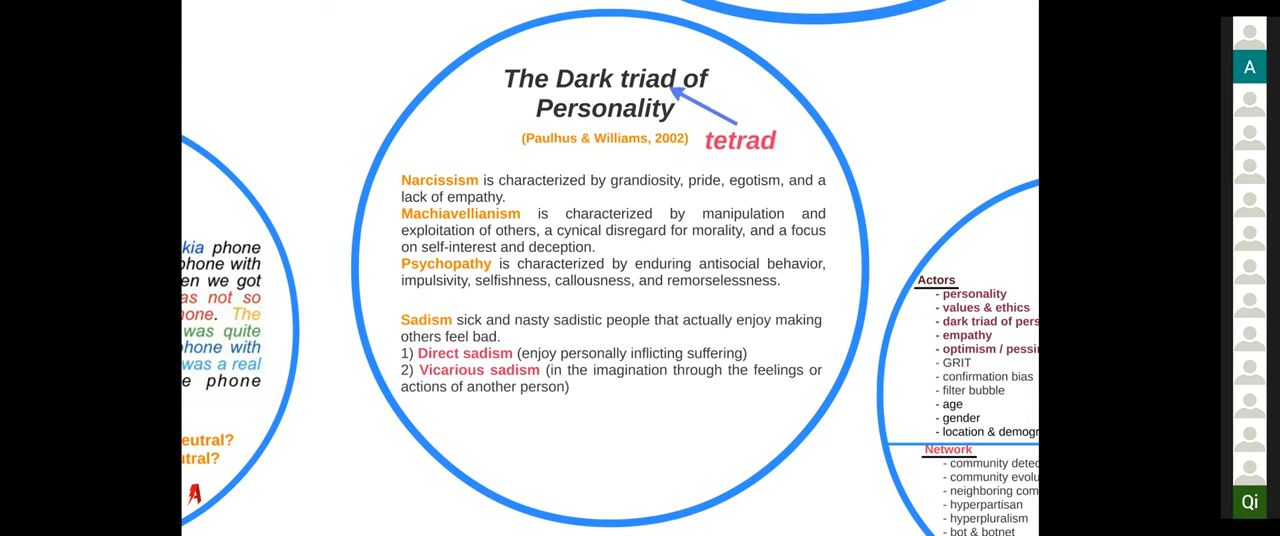 The Dark triad of
Personality
(Paulhus & Williams, 2002)
tetrad
Narcissism is characterized by grandiosity, pride, egotism, and a
lack of empathy.
Machiavellianism is characterized by manipulation and
exploitation of others, a cynical disregard for morality, and a focus
on self-interest and deception.
Psychopathy is characterized by enduring antisocial behavior,
impulsivity, selfishness, callousness, and remorselessness.
Sadism sick and nasty sadistic people that actually enjoy making
others feel bad.
1) Direct sadism (enjoy personally inflicting suffering)
2) Vicarious sadism (in the imagination through the feelings or
actions of another person)
kia phone
phone with
en we got
as not so
hone. The
was quite
phone with
was a real
e phone
eutral?
utral?
A
Actors
- personality
- values & ethics
- dark triad of pers
- empathy
- optimism / pessi
- GRIT
- confirmation bias
- filter bubble
- age
- gender
- location & demogr
Network
- community detec
- community evolu
- neighboring com
- hyperpartisan
- hyperpluralism
- bot & botnet
A
Qi